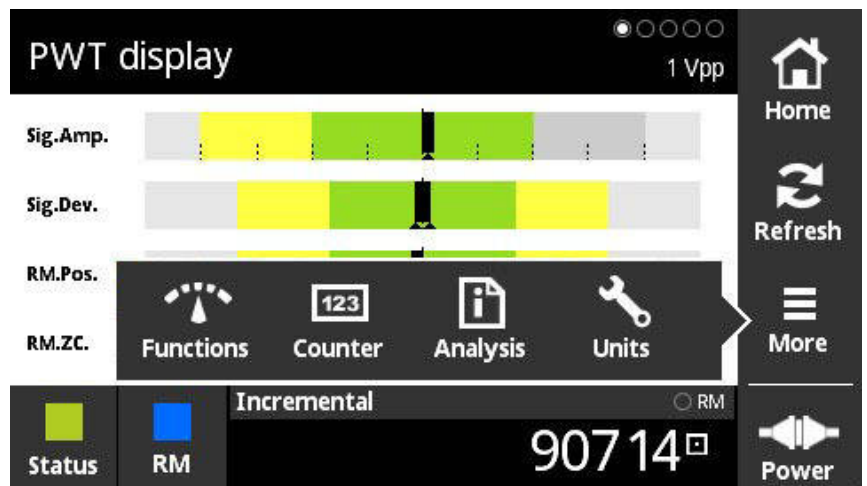 PWT display
1 Vpp
Home
Sig.Amp.
Sig.Dev.
Refresh
RM.Pos.
123
Functions
Counter
Analysis
Units
More
RM.ZC.
Incremental
RM
90714
Status
RM
Power